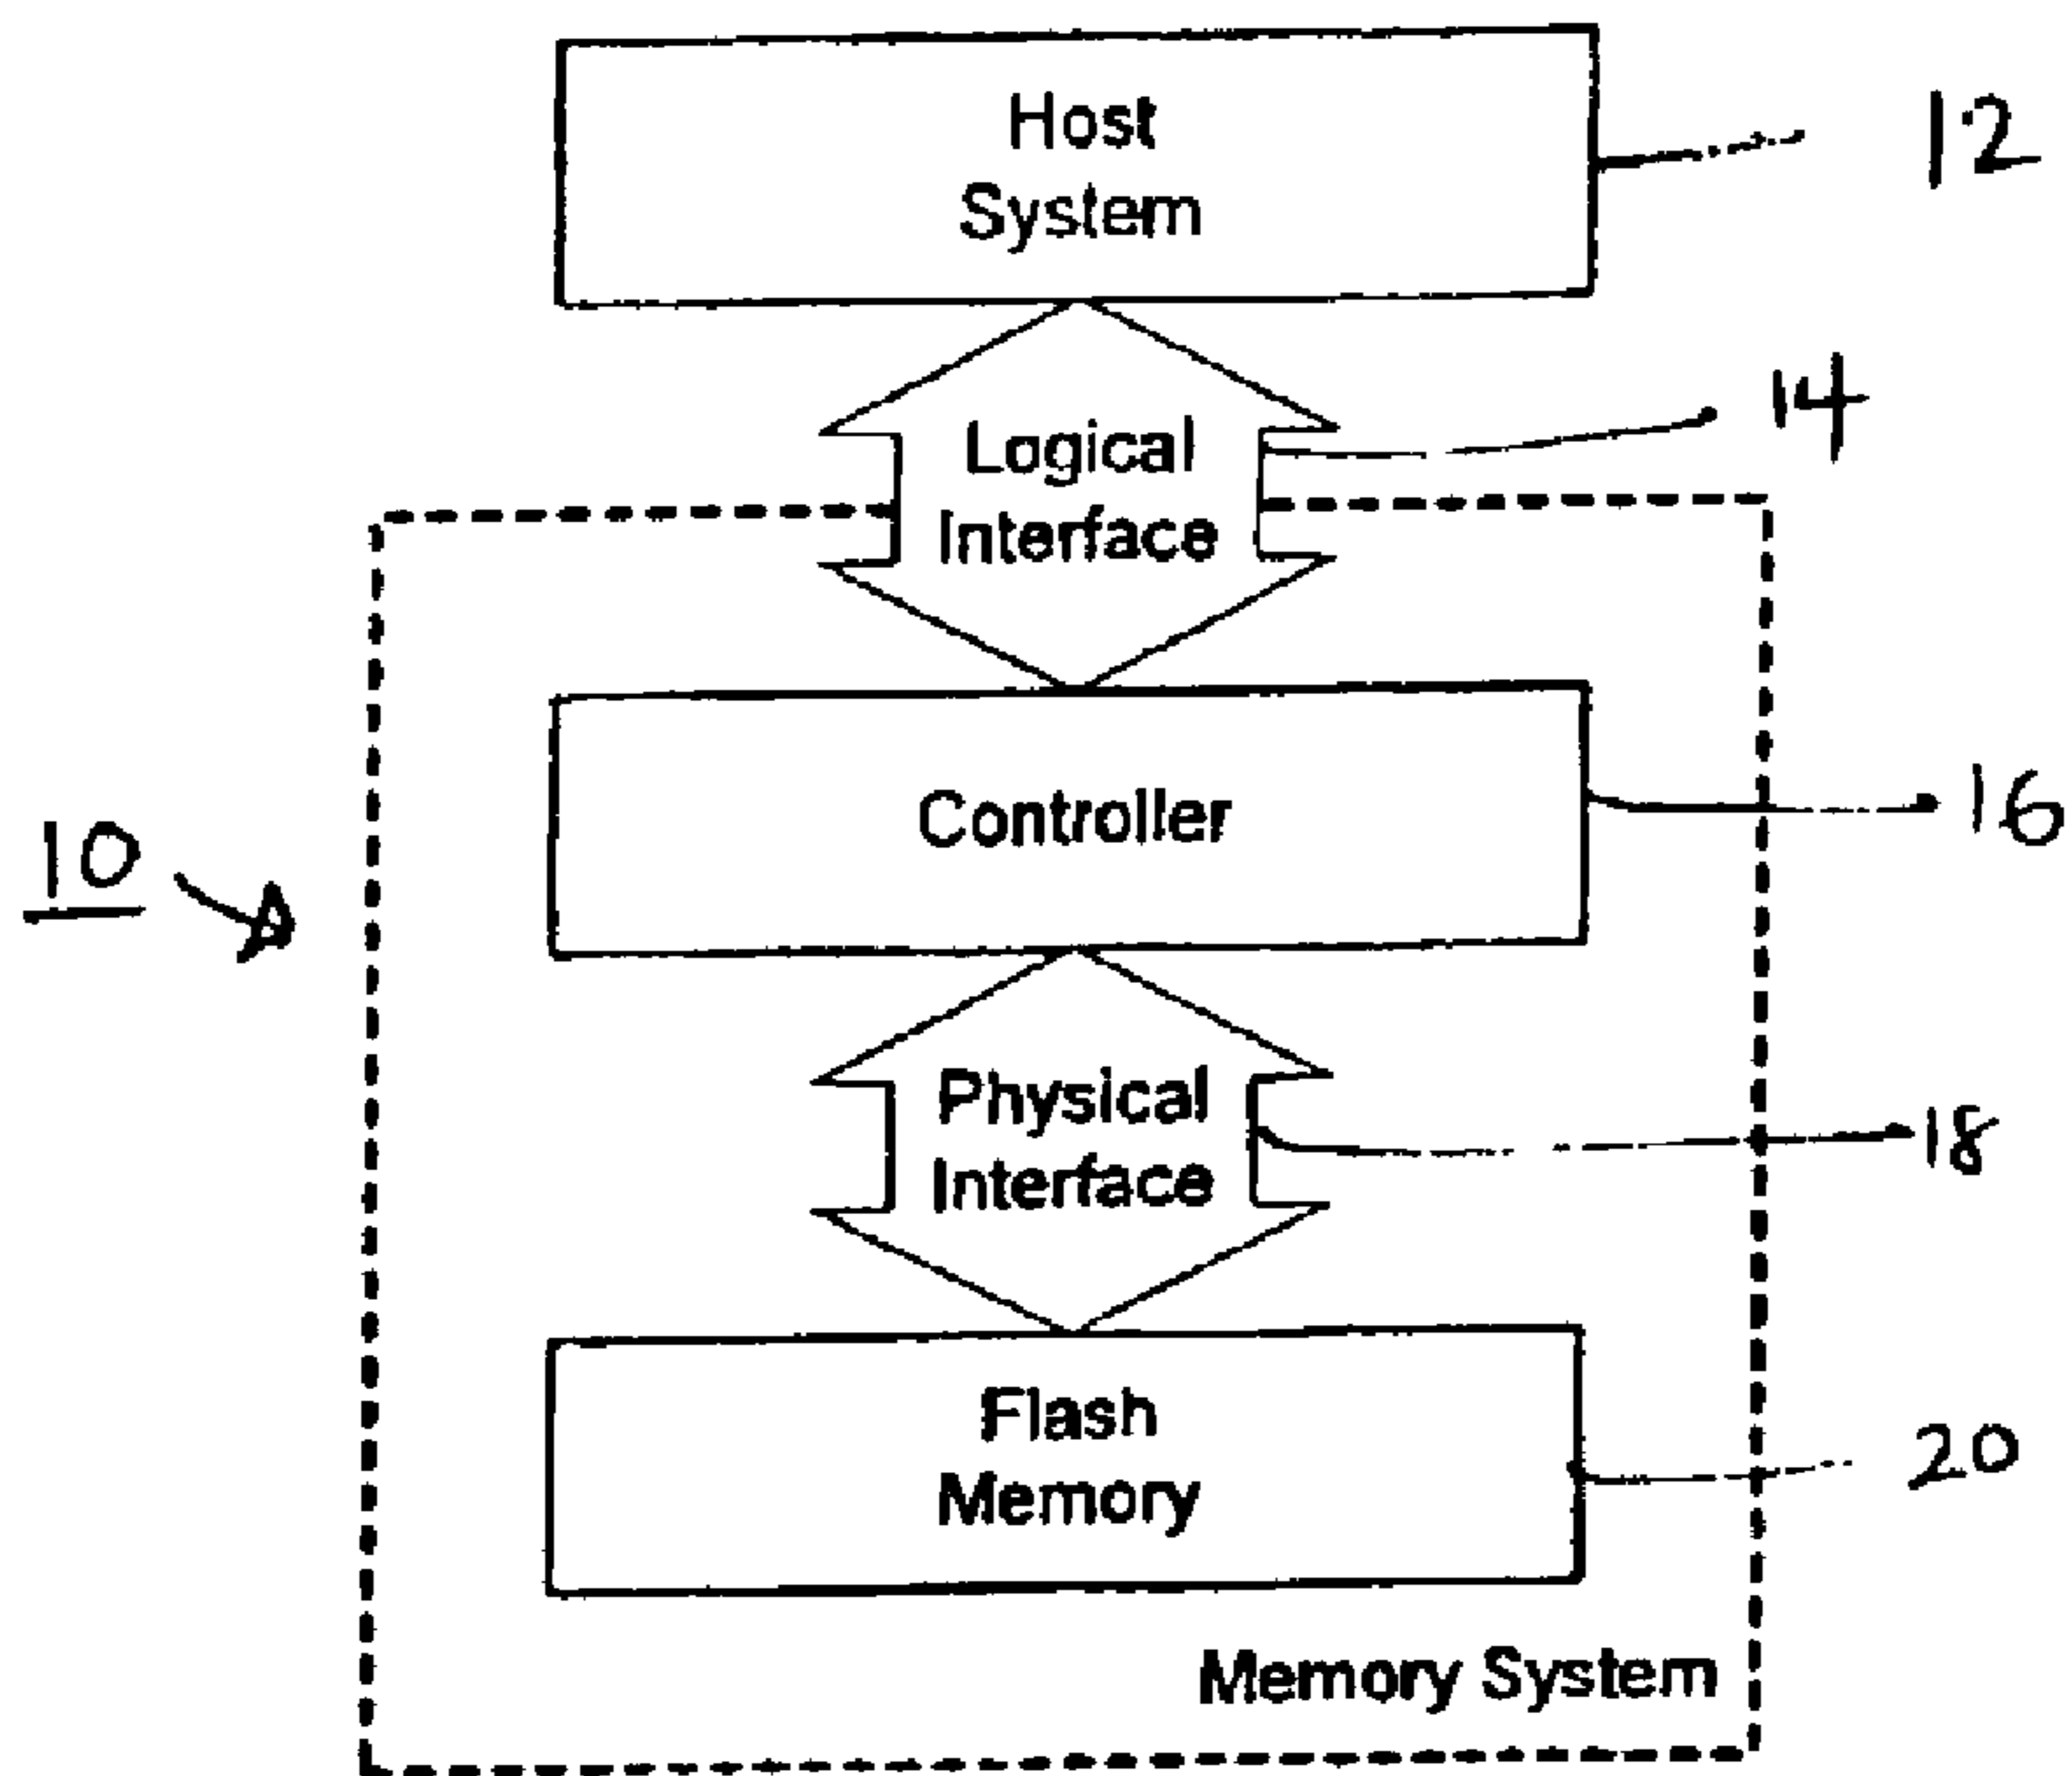 Host
System
12
Logical
Interface
14
Controller
16
10
Physical
Interface
18
Flash
Memory
20
Memory System